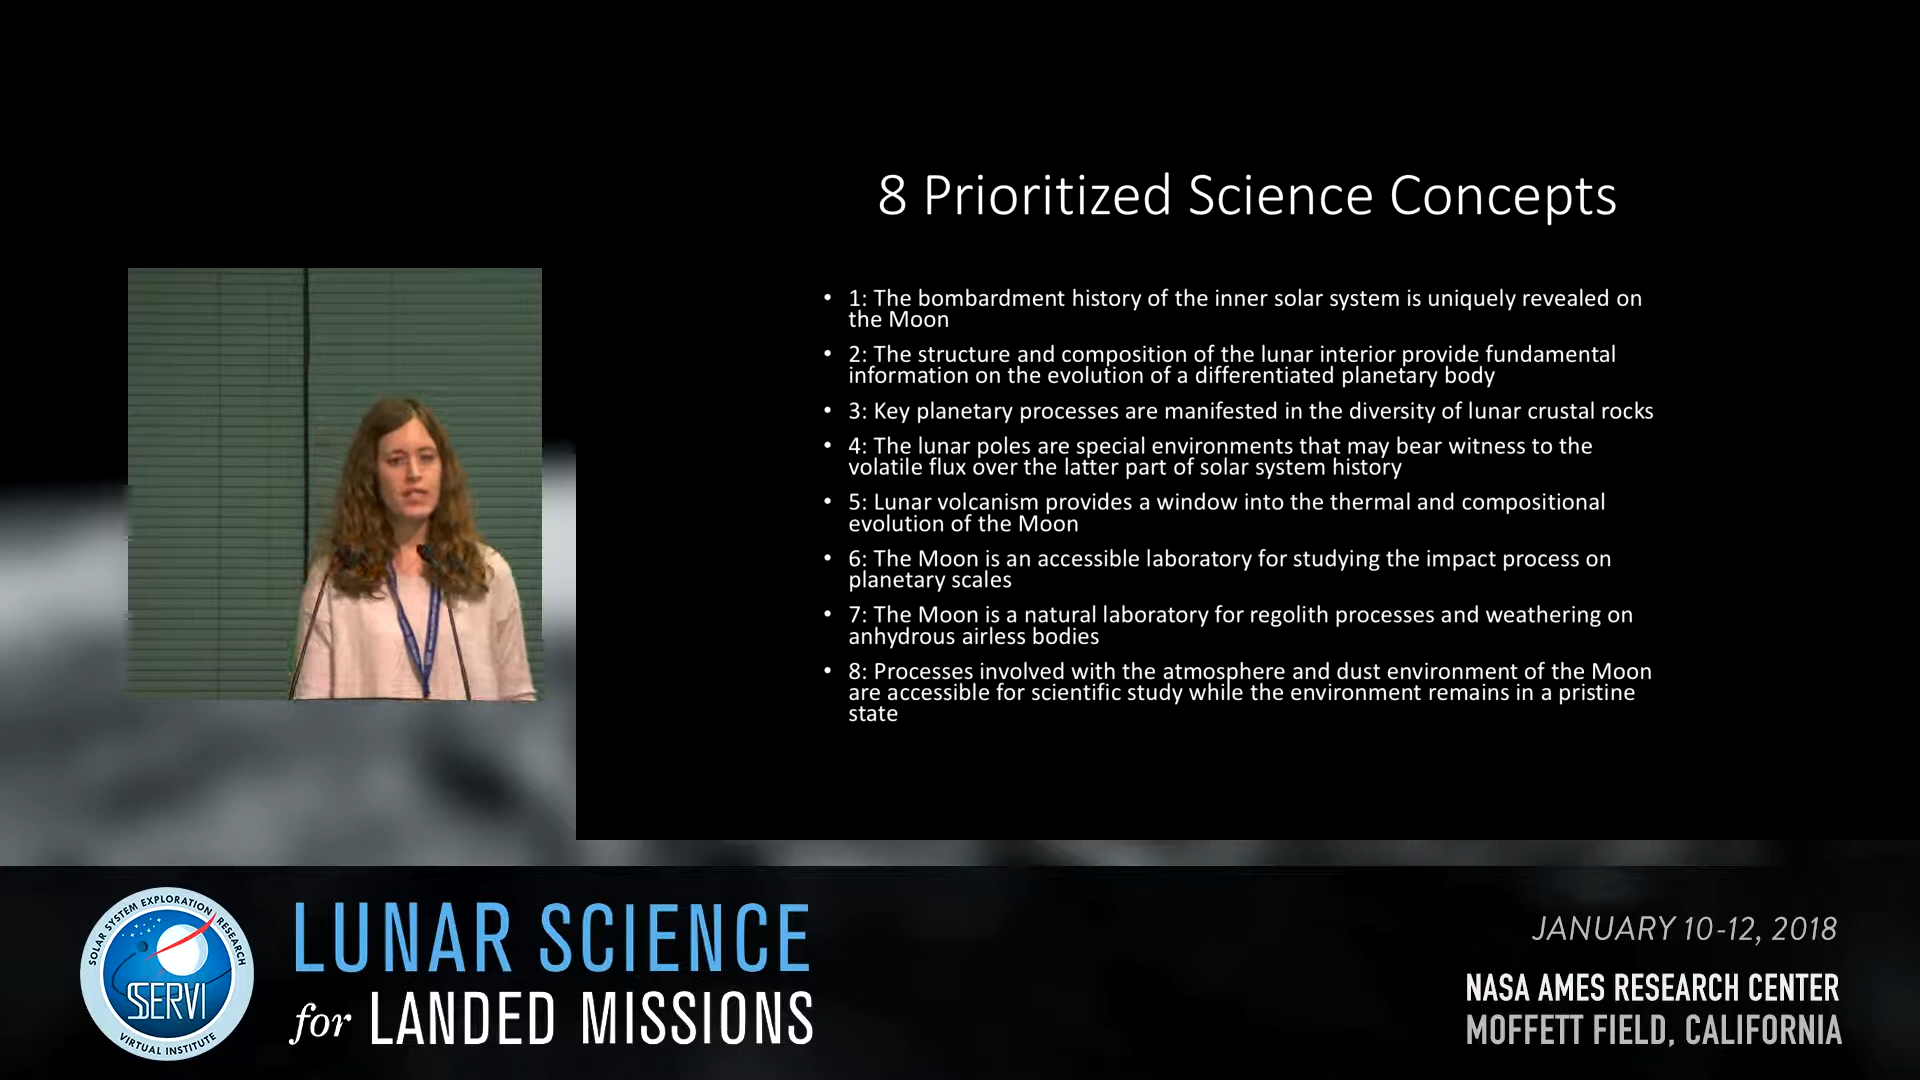 8 Prioritized Science Concepts
• 1: The bombardment history of the inner solar system is uniquely revealed on
the Moon
• 2: The structure and composition of the lunar interior provide fundamental
information on the evolution of a differentiated planetary body
• 3: Key planetary processes are manifested in the diversity of lunar crustal rocks
• 4: The lunar poles are special environments that may bear witness to the
volatile flux over the latter part of solar system history
• 5: Lunar volcanism provides a window into the thermal and compositional
evolution of the Moon
• 6: The Moon is an accessible laboratory for studying the impact process on
planetary scales
• 7: The Moon is a natural laboratory for regolith processes and weathering on
anhydrous airless bodies
• 8: Processes involved with the atmosphere and dust environment of the Moon
are accessible for scientific study while the environment remains in a pristine
state
SOLAR SYSTEM EXPLORATION RESEARCH
SSERVI
VIRTUAL INSTITUTE
LUNAR SCIENCE
for LANDED MISSIONS
JANUARY 10-12, 2018
NASA AMES RESEARCH CENTER
MOFFETT FIELD, CALIFORNIA